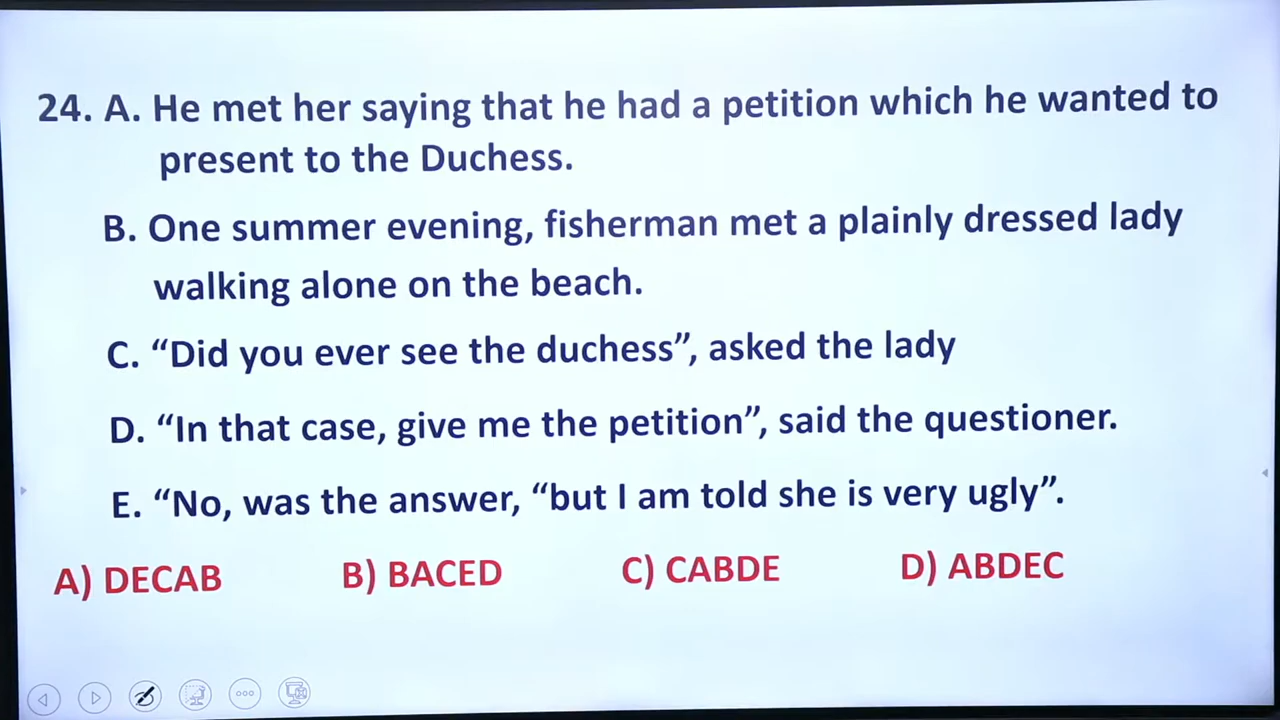 24. A. He met her saying that he had a petition which he wanted to
present to the Duchess.
B. One summer evening, fisherman met a plainly dressed lady
walking alone on the beach.
C. “Did you ever see the duchess”, asked the lady
D. “In that case, give me the petition”, said the questioner.
E. “No, was the answer, “but I am told she is very ugly”.
A) DECAB B) BACED C) CABDE D) ABDEC